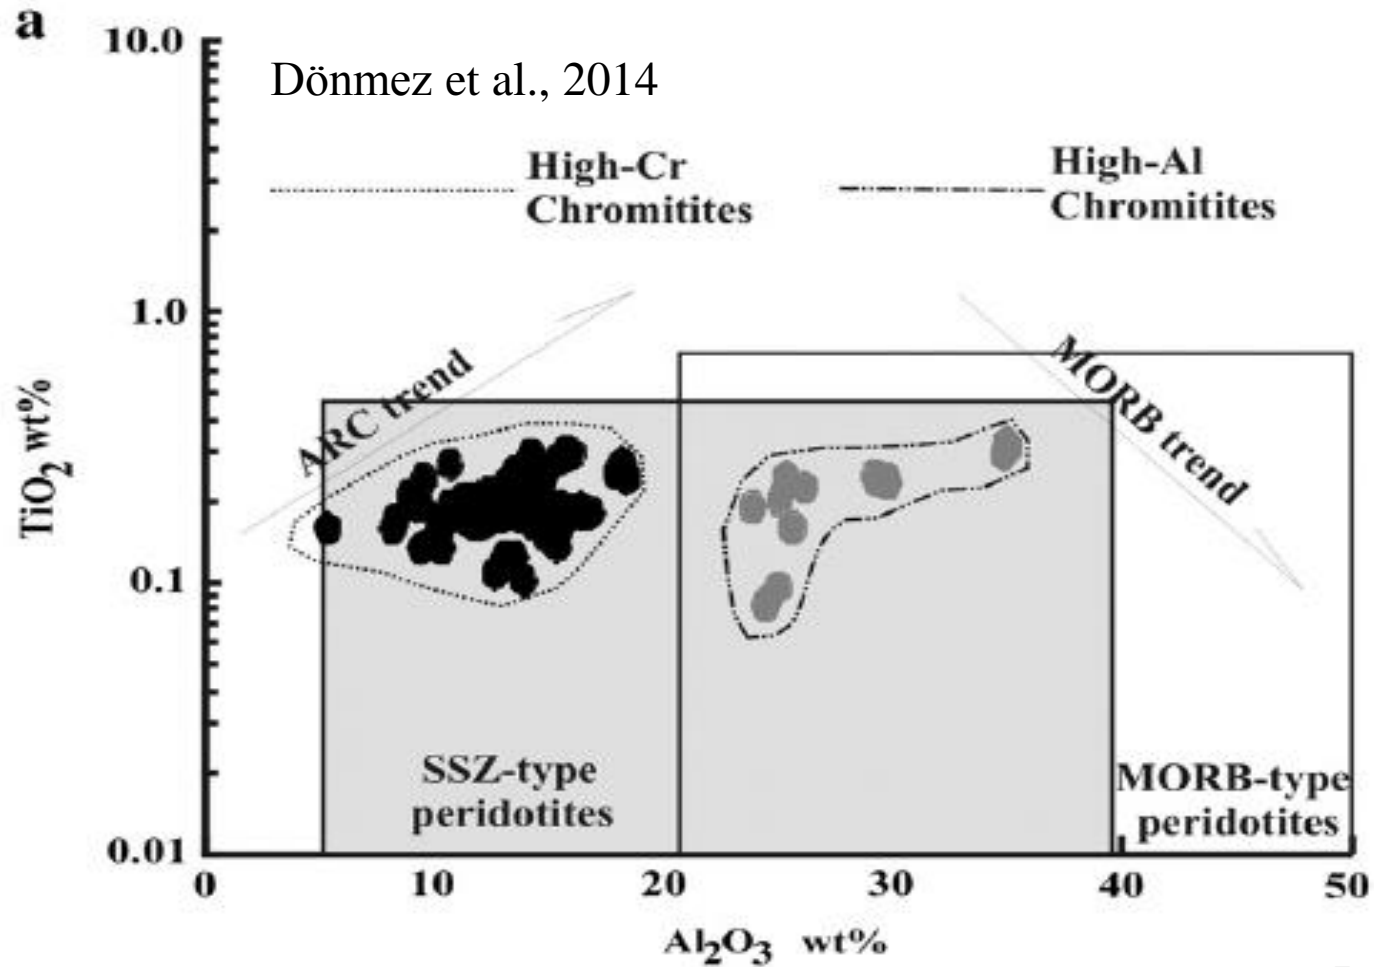 a
10.0
Dönmez et al., 2014
High-Cr
Chromitites
High-Al
Chromitites
1.0
ARC trend
MORB trend
TiO2 wt%
0.1
SSZ-type
peridotites
MORB-type
peridotites
0.01
0 10 20 30 40 50
Al2O3 wt%